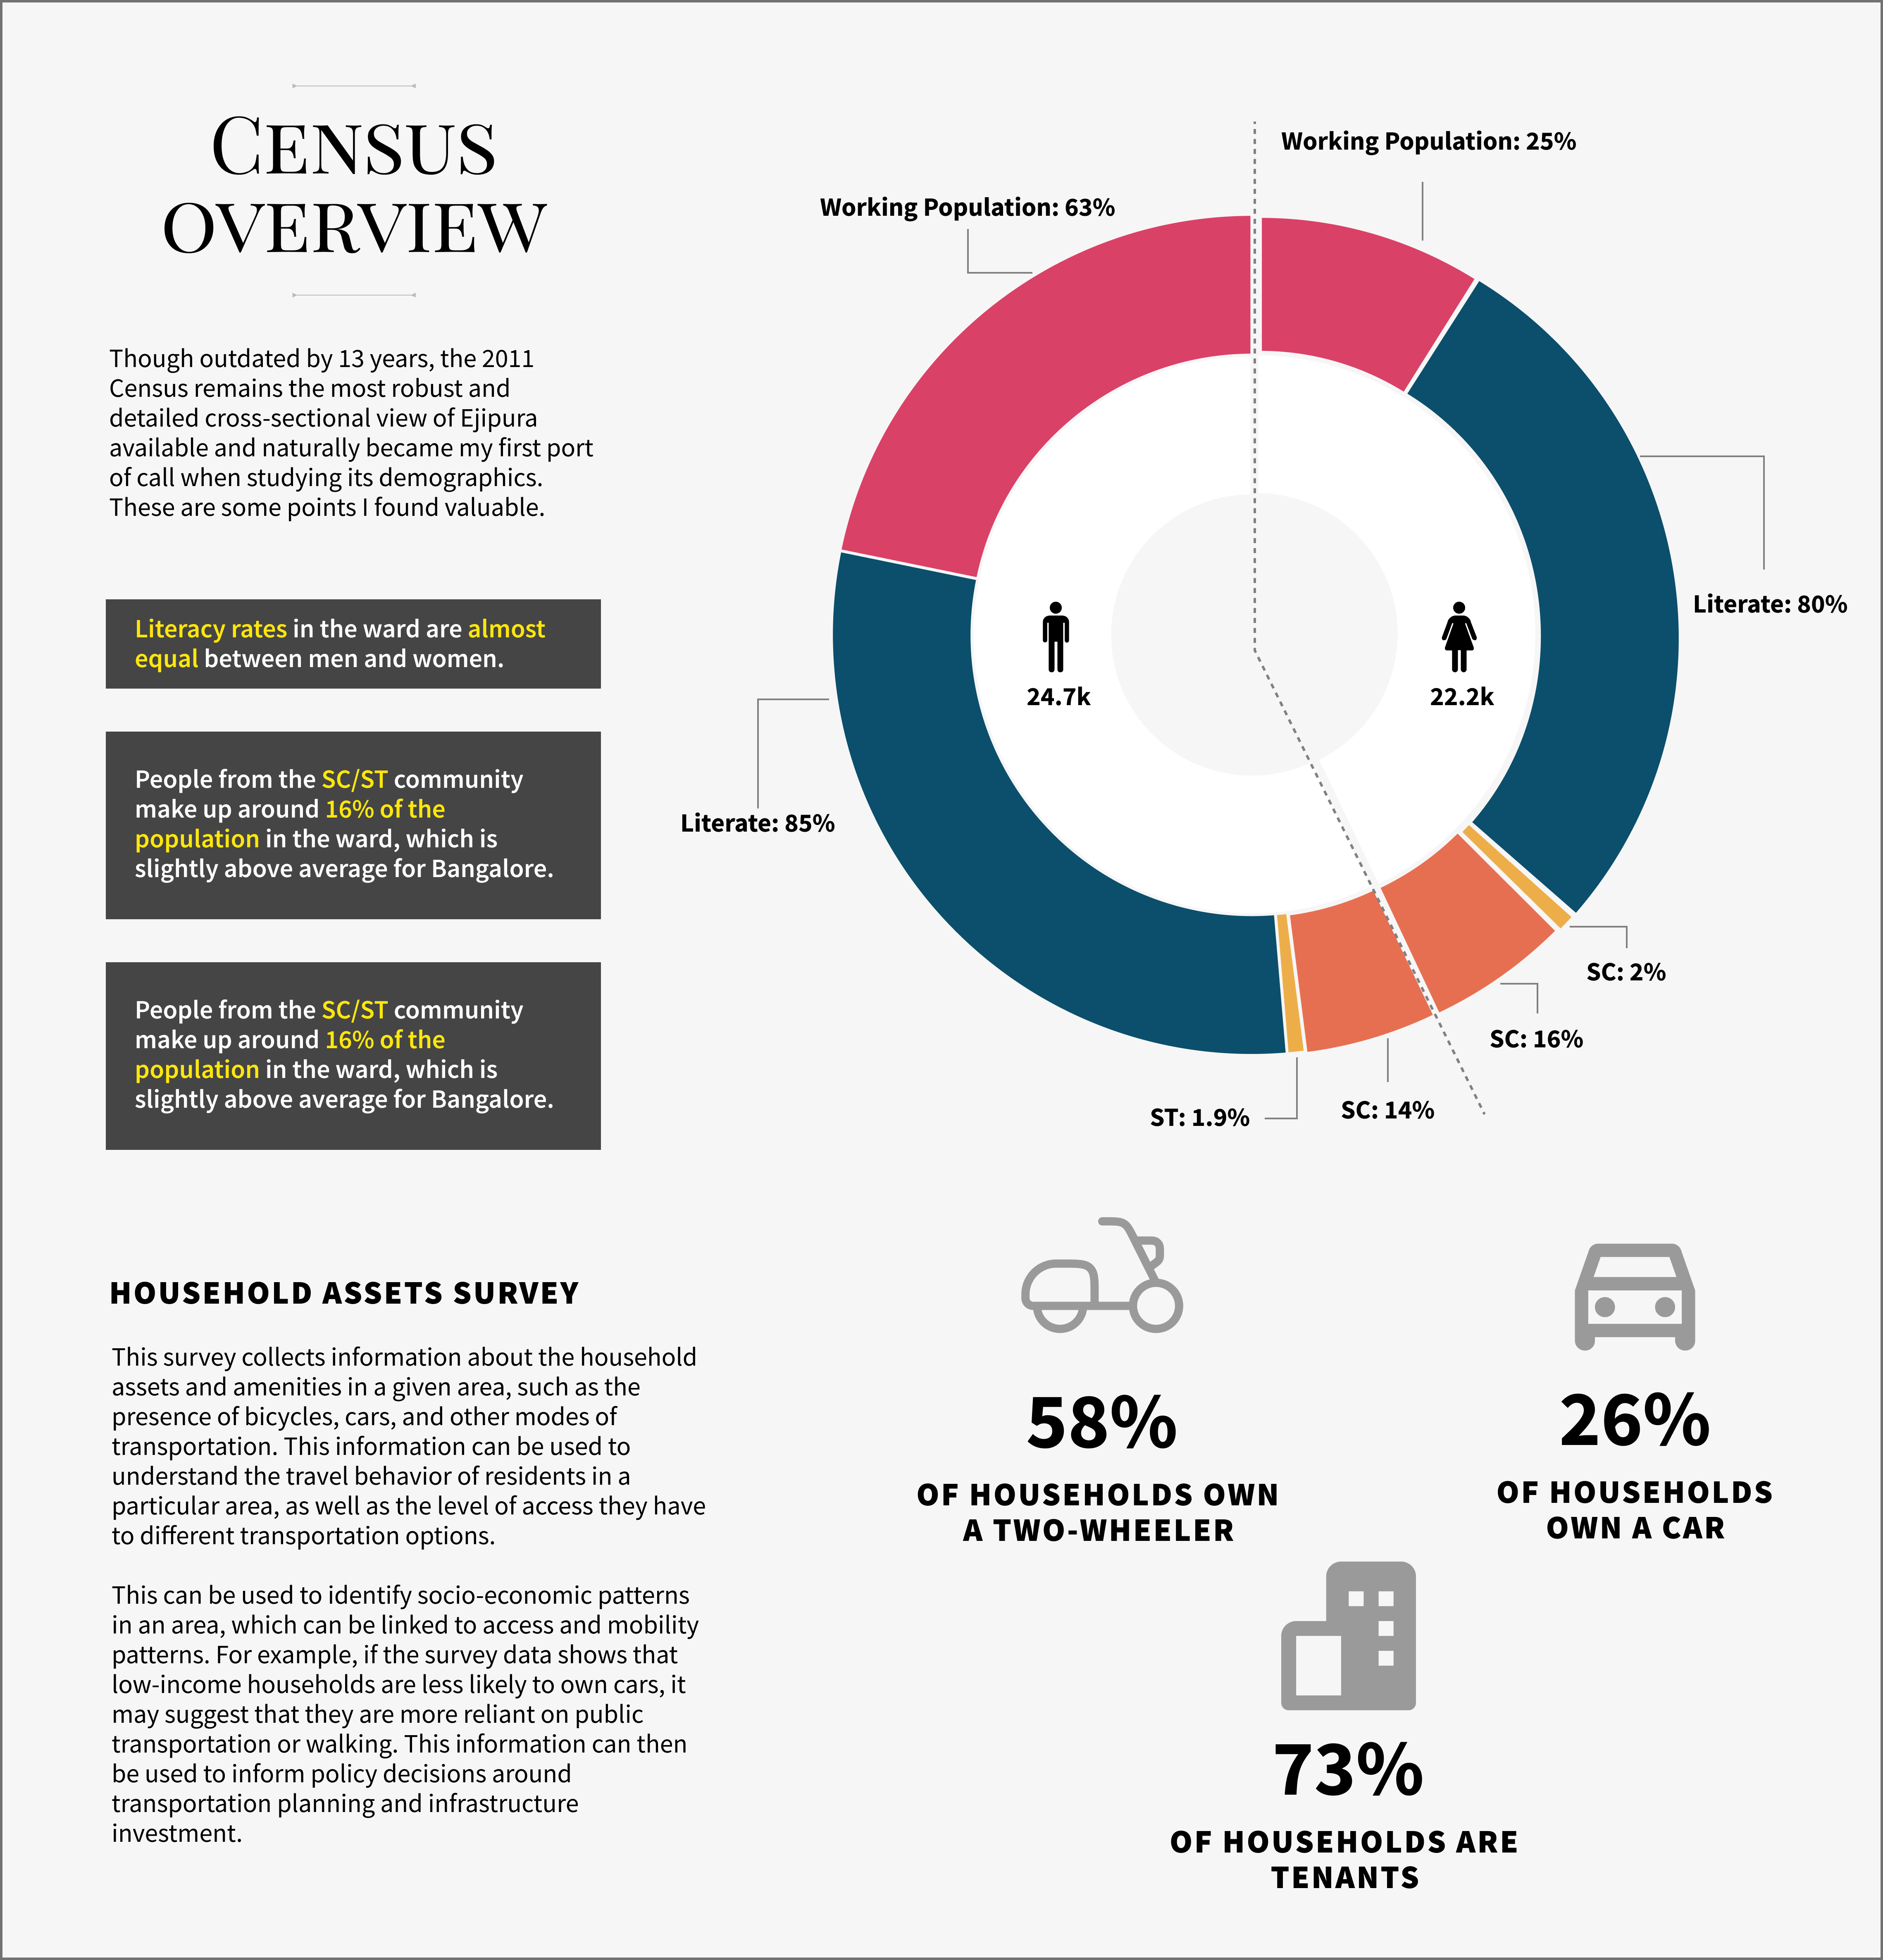 CENSUS
OVERVIEW
Though outdated by 13 years, the 2011
Census remains the most robust and
detailed cross-sectional view of Ejipura
available and naturally became my first port
of call when studying its demographics.
These are some points I found valuable.
Literacy rates in the ward are almost
equal between men and women.
People from the SC/ST community
make up around 16% of the
population in the ward, which is
slightly above average for Bangalore.
People from the SC/ST community
make up around 16% of the
population in the ward, which is
slightly above average for Bangalore.
Working Population: 25%
Working Population: 63%
Literate: 80%
24.7k
22.2k
Literate: 85%
SC: 2%
SC: 16%
SC: 14%
ST: 1.9%
HOUSEHOLD ASSETS SURVEY
This survey collects information about the household
assets and amenities in a given area, such as the
presence of bicycles, cars, and other modes of
transportation. This information can be used to
understand the travel behavior of residents in a
particular area, as well as the level of access they have
to different transportation options.
This can be used to identify socio-economic patterns
in an area, which can be linked to access and mobility
patterns. For example, if the survey data shows that
low-income households are less likely to own cars, it
may suggest that they are more reliant on public
transportation or walking. This information can then
be used to inform policy decisions around
transportation planning and infrastructure
investment.
58%
OF HOUSEHOLDS OWN
A TWO-WHEELER
26%
OF HOUSEHOLDS
OWN A CAR
73%
OF HOUSEHOLDS ARE
TENANTS